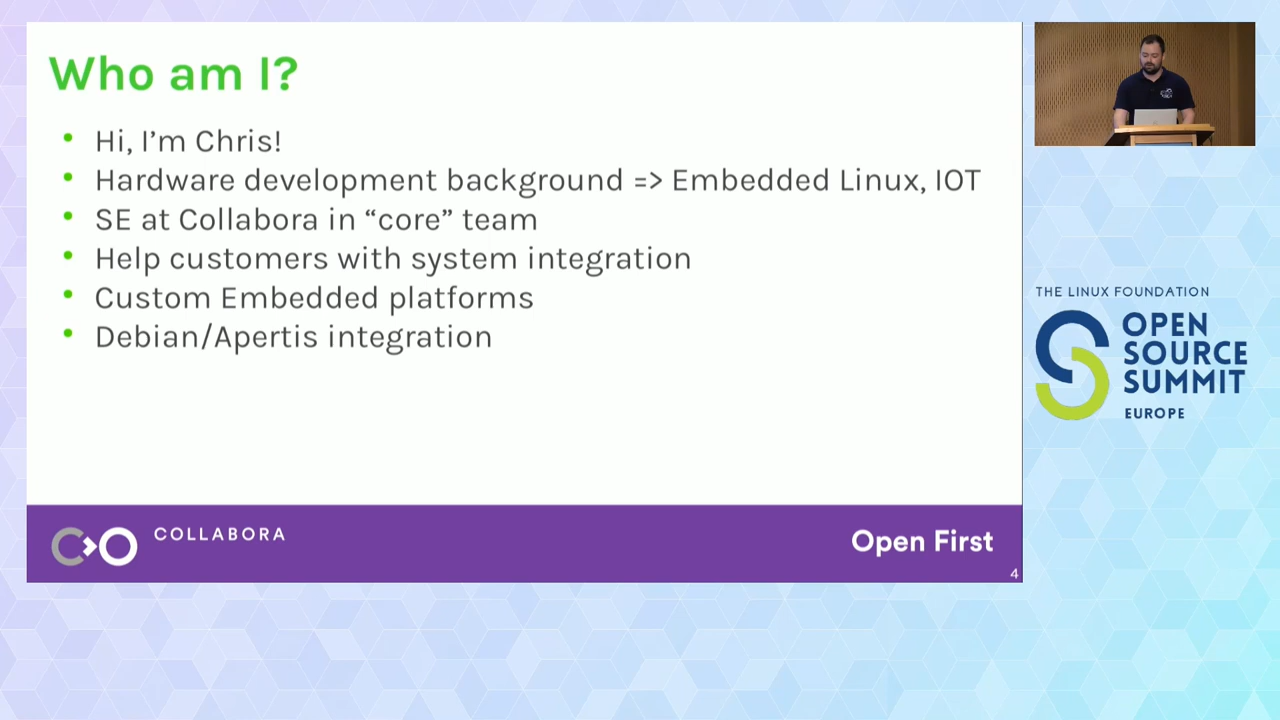 Who am I?
Hi, I’m Chris!
Hardware development background => Embedded Linux, IOT
SE at Collabora in “core” team
Help customers with system integration
Custom Embedded platforms
Debian/Apertis integration
COLLABORA
Open First
4
THE LINUX FOUNDATION
OPEN
SOURCE
SUMMIT
EUROPE